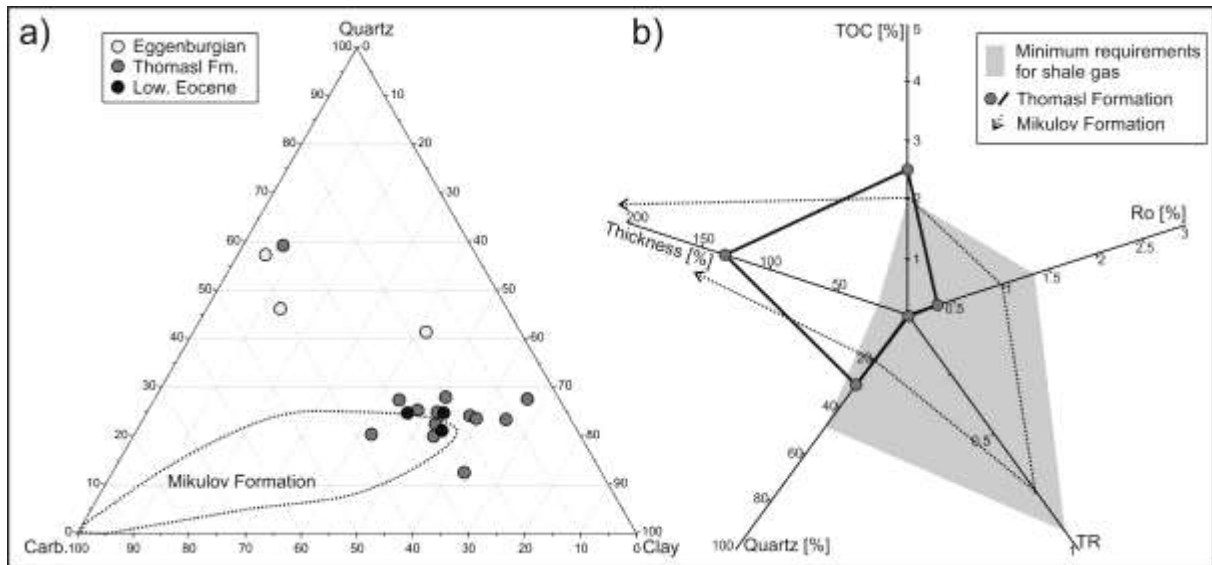 a)
Quartz
Eggenburgian
Thomasl Fm.
Low. Eocene
100 0
90 10
80 20
70 30
60 40
50 50
40 60
30 70
20 80
10 90
0 100
Mikulov Formation
Carb. 100 90 80 70 60 50 40 30 20 10 0 Clay
b)
TOC [%]
5
4
3
2
1
Minimum requirements
for shale gas
Thomasl Formation
Mikulov Formation
Ro [%]
0.5 1 1.5 2 2.5 3
200 150 100 50
Thickness [%]
20
40
60
80
100 Quartz [%]
0.5
1 TR